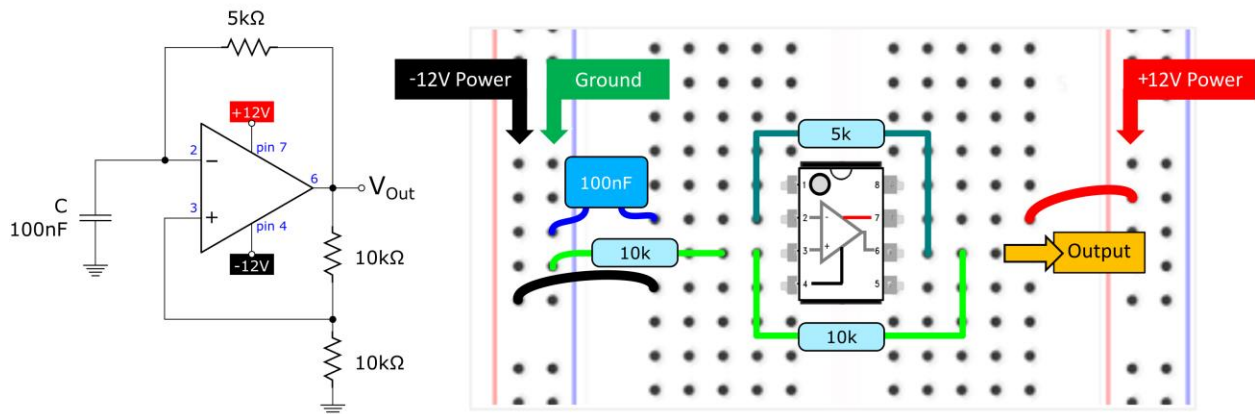 5kΩ
+12V
pin 7
2
−
6
V Out
3
+
pin 4
-12V
C
100nF
10kΩ
10kΩ
-12V Power
Ground
+12V Power
5k
100nF
1
8
2
-
7
3
+
6
4
5
10k
Output
10k